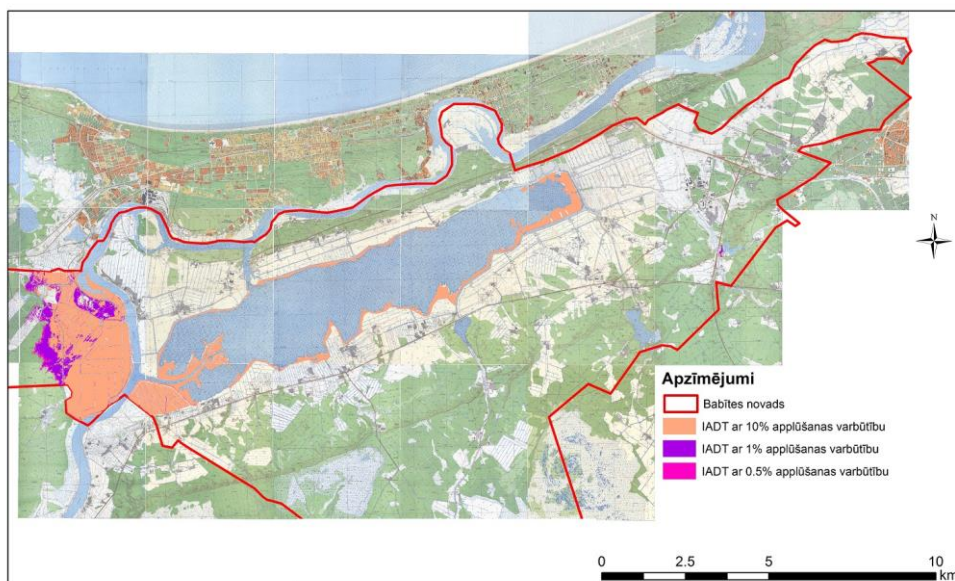 N
Apzīmējumi
Babītes novads
IADT ar 10% applūšanas varbūtību
IADT ar 1% applūšanas varbūtību
IADT ar 0.5% applūšanas varbūtību
0 2.5 5 10
km